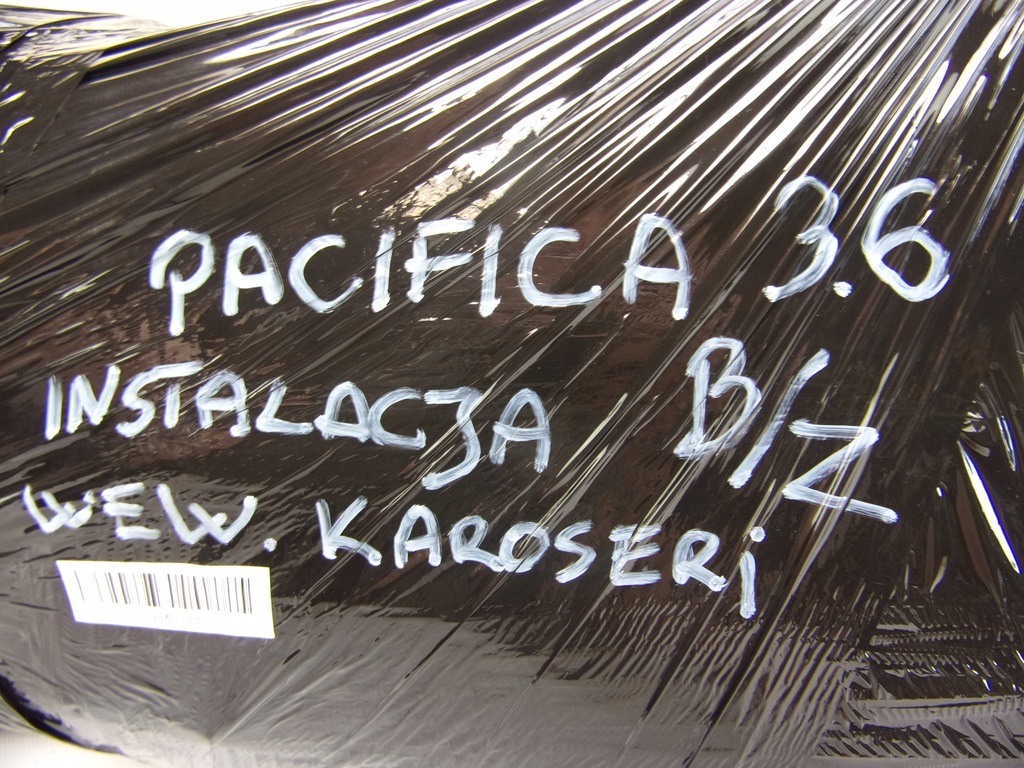 PACIFICA 3.6
INSTALACJA B/Z
WEW. KAROSERi